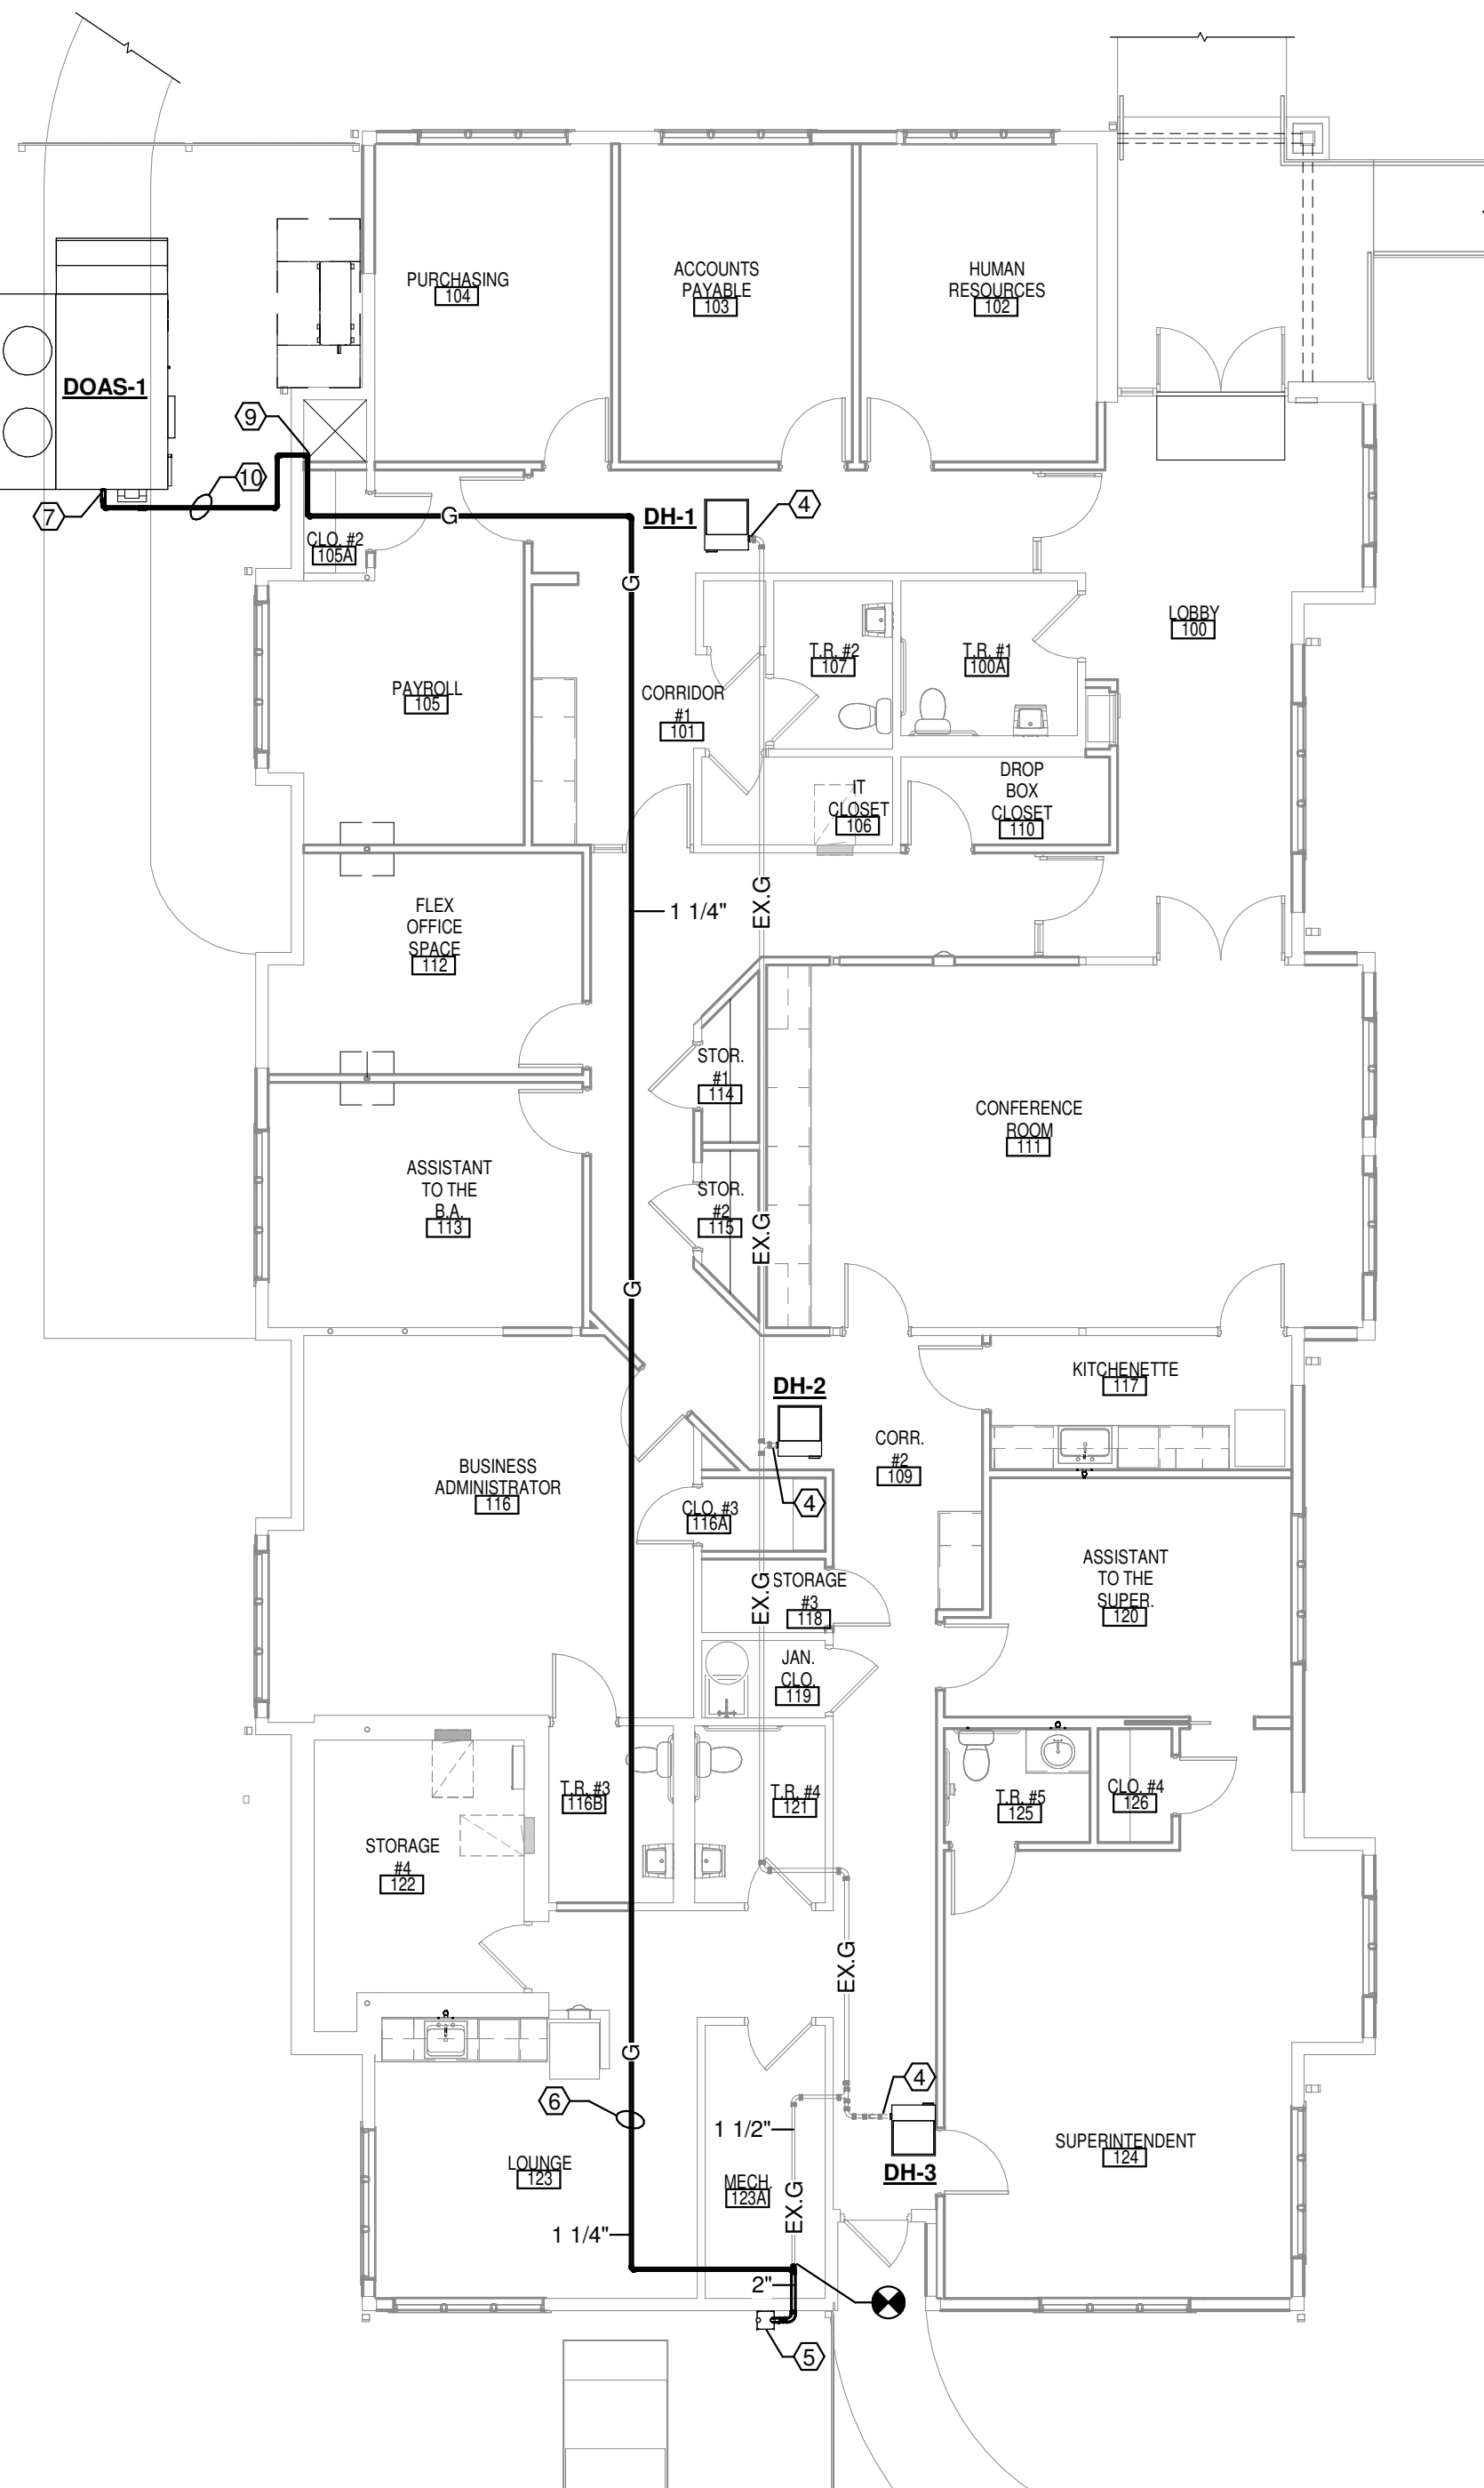 PURCHASING
104
ACCOUNTS
PAYABLE
103
HUMAN
RESOURCES
102
DOAS-1
9
10
7
G
DH-1
4
CLO. #2
105A
G
LOBBY
100
T.R. #2
107
T.R. #1
100A
PAYROLL
105
CORRIDOR
#1
101
IT
CLOSET
106
DROP
BOX
CLOSET
110
FLEX
OFFICE
SPACE
112
1 1/4"
EX.G
STOR.
#1
114
CONFERENCE
ROOM
111
ASSISTANT
TO THE
B.A.
113
STOR.
#2
115
EX.G
G
DH-2
KITCHENETTE
117
CORR.
#2
109
BUSINESS
ADMINISTRATOR
116
4
CLO. #3
116A
ASSISTANT
TO THE
SUPER.
120
EX.G
STORAGE
#3
118
JAN.
CLO.
119
T.R. #3
116B
T.R. #4
121
T.R. #5
125
CLO. #4
126
STORAGE
#4
122
EX.G
G
4
6
1 1/2"
SUPERINTENDENT
124
LOUNGE
123
DH-3
MECH.
123A
EX.G
1 1/4"
2"
5